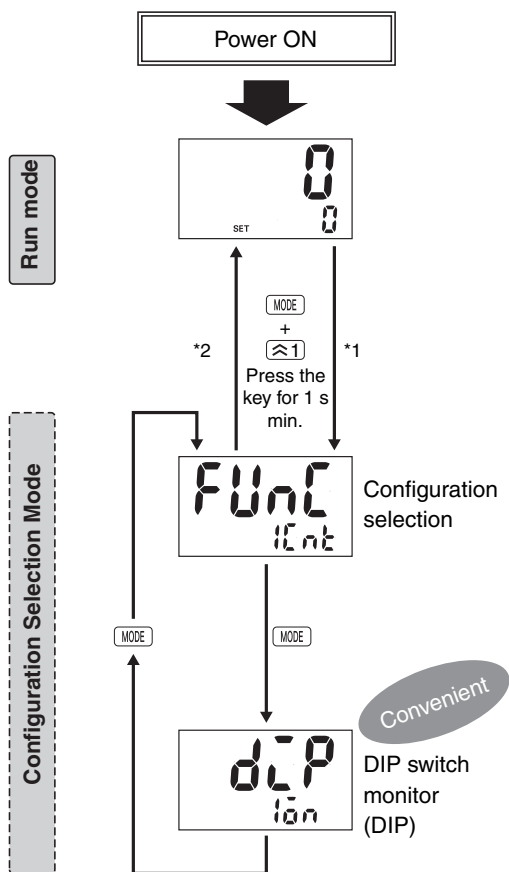 Power ON
Run mode
0
0
SET
MODE
+
1
*2
*1
Press the
key for 1 s
min.
Configuration Selection Mode
FUnC
1Cnt
Configuration
selection
MODE
MODE
Convenient
diP
1on
DIP switch
monitor
(DIP)